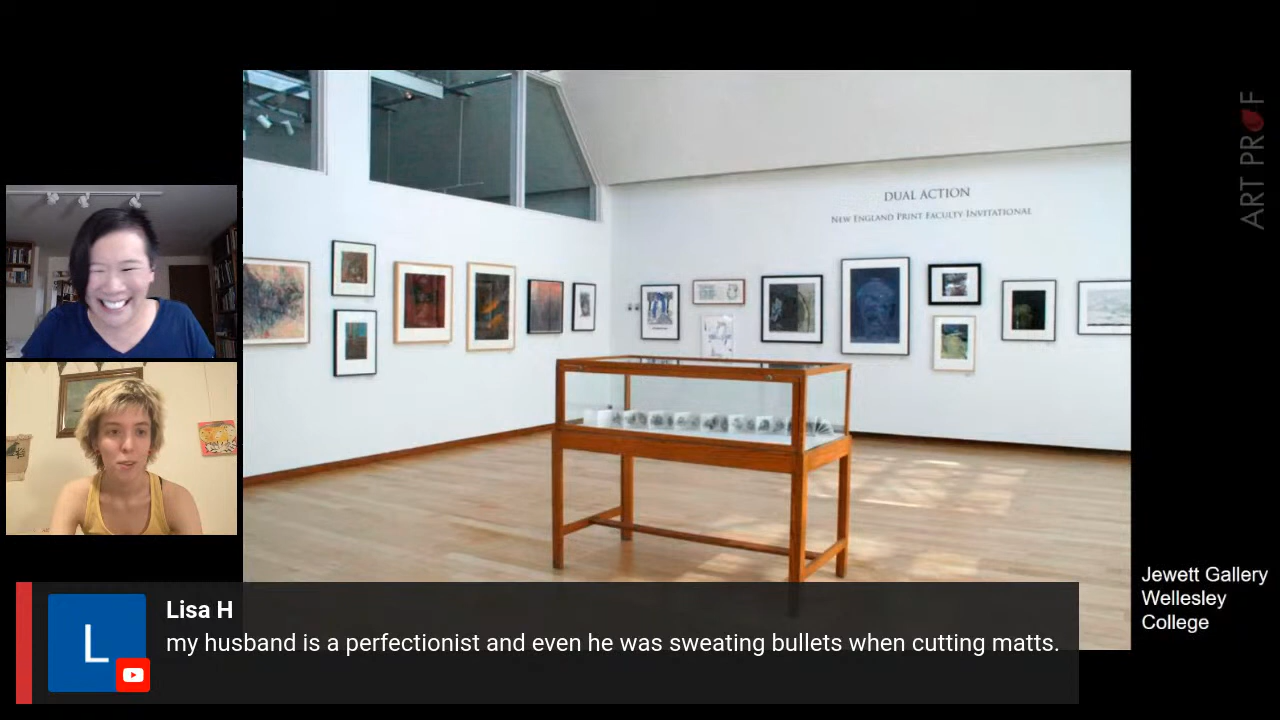 DUAL ACTION
NEW ENGLAND PRINT FACULTY INVITATIONAL
ART PROF
Jewett Gallery
Wellesley
College
L
Lisa H
my husband is a perfectionist and even he was sweating bullets when cutting matts.